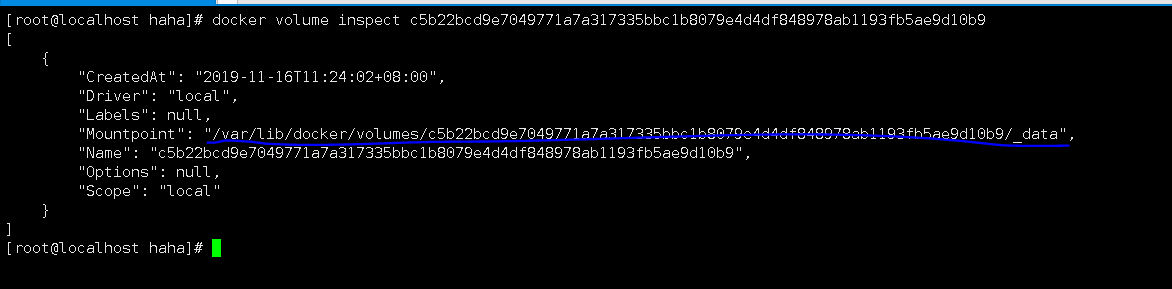 [root@localhost haha]# docker volume inspect c5b22bcd9e7049771a7a317335bbc1b8079e4d4df848978ab1193fb5ae9d10b9
[
    {
        "CreatedAt": "2019-11-16T11:24:02+08:00",
        "Driver": "local",
        "Labels": null,
        "Mountpoint": "/var/lib/docker/volumes/c5b22bcd9e7049771a7a317335bbc1b8079e4d4df848978ab1193fb5ae9d10b9/_data",
        "Name": "c5b22bcd9e7049771a7a317335bbc1b8079e4d4df848978ab1193fb5ae9d10b9",
        "Options": null,
        "Scope": "local"
    }
]
[root@localhost haha]#